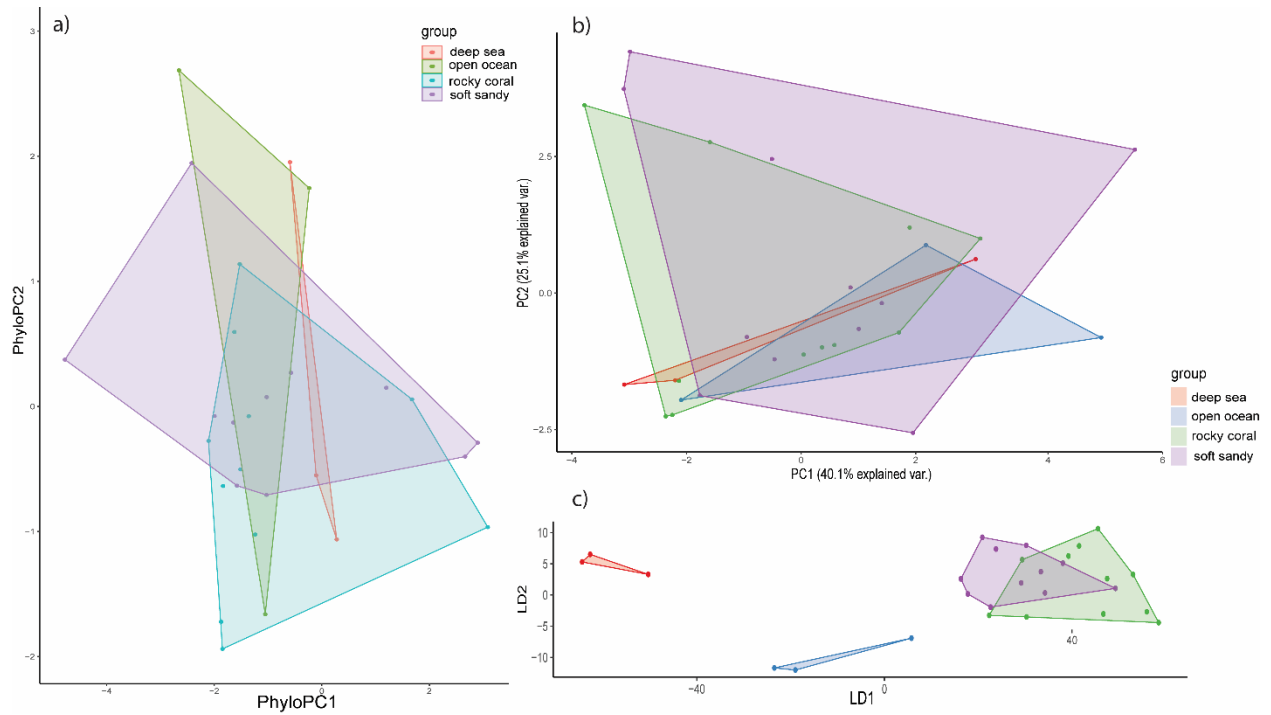 a)
group
deep sea
open ocean
rocky coral
soft sandy
3
2
1
0
−1
−2
PhyloPC2
−4
−2
0
2
PhyloPC1
b)
2.5
0.0
−2.5
PC2 (25.1% explained var.)
−4
−2
0
2
4
6
PC1 (40.1% explained var.)
group
deep sea
open ocean
rocky coral
soft sandy
c)
10
5
0
−5
−10
LD2
40
−40
0
LD1